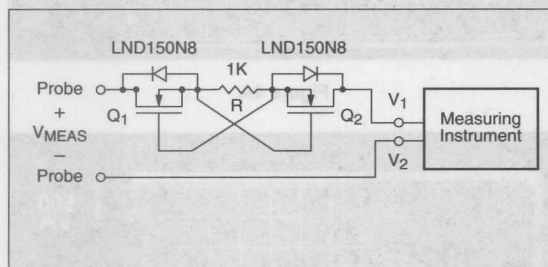 LND150N8 LND150N8
1K
R
Probe
+
VMEAS
−
Probe
Q1
Q2
V1
V2
Measuring
Instrument